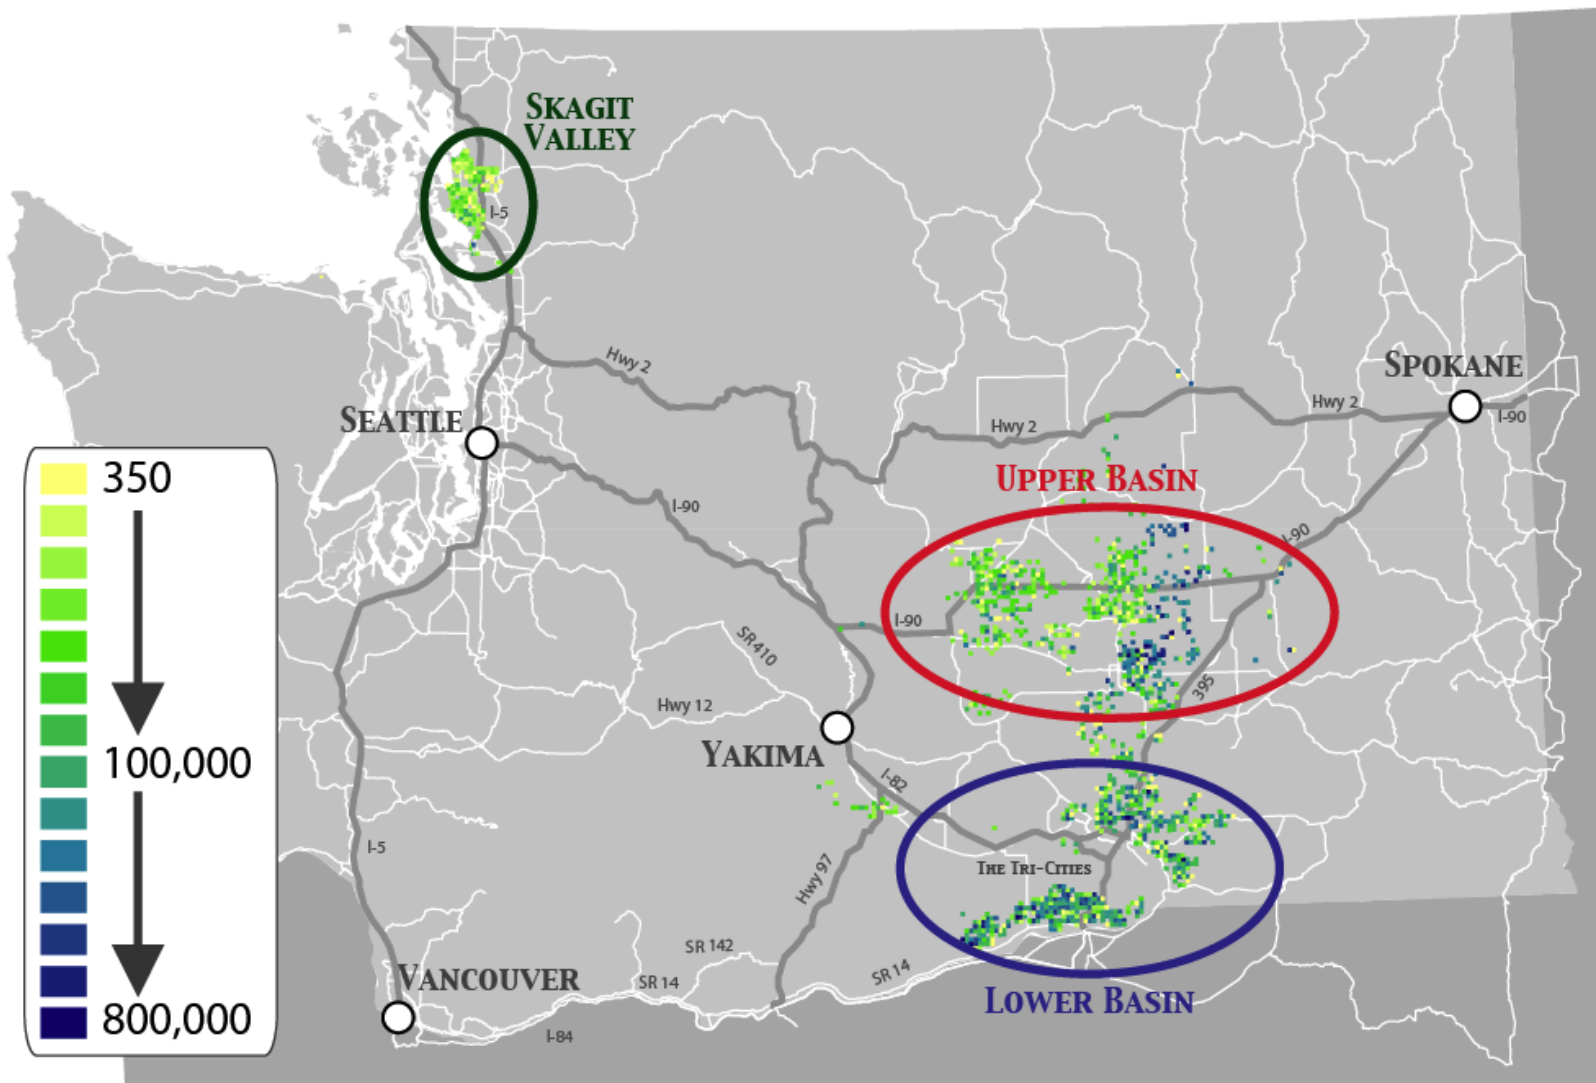 SKAGIT
VALLEY
I-5
Hwy 2
SPOKANE
Hwy 2
I-90
Hwy 2
SEATTLE
350
UPPER BASIN
I-90
I-90
I-90
SR 410
395
Hwy 12
YAKIMA
100,000
I-82
I-5
THE TRI-CITIES
Hwy 97
SR 142
SR 14
SR 14
VANCOUVER
LOWER BASIN
800,000
I-84